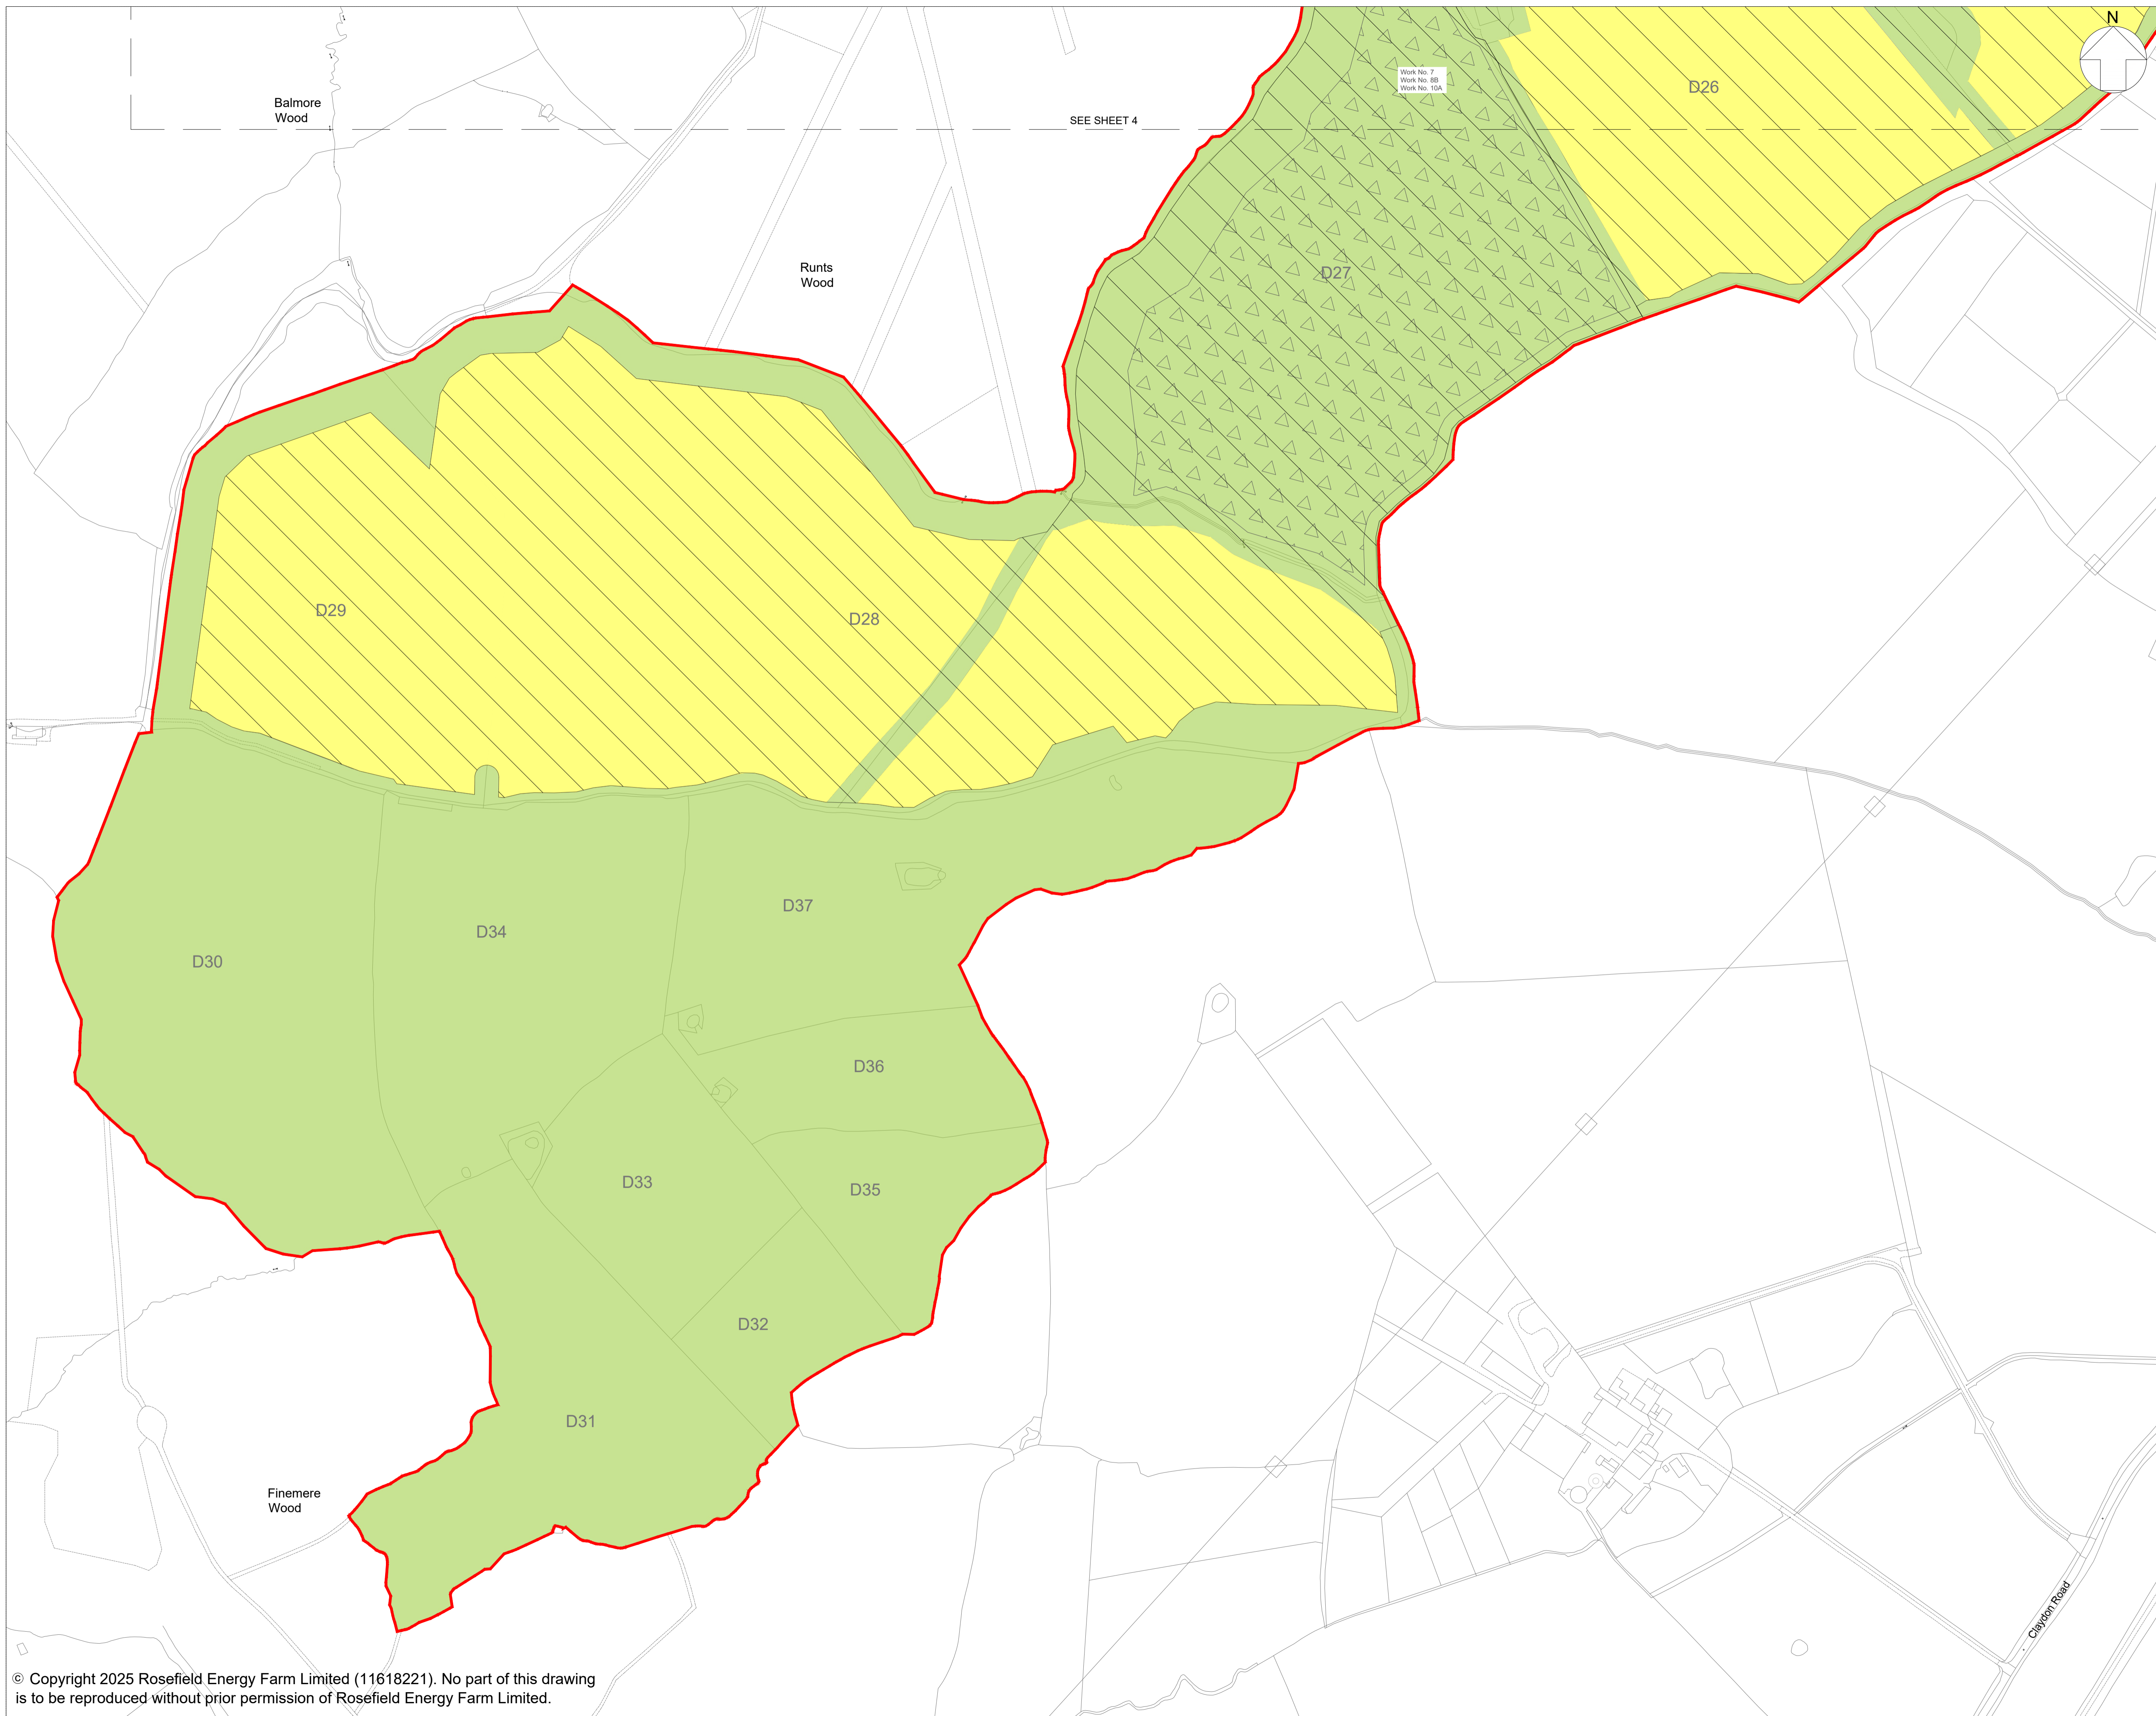 N
Work No. 7
Work No. 8B
Work No. 10A
D26
Balmore
Wood
SEE SHEET 4
Runts
Wood
D27
D29
D28
D37
D34
D30
D36
D33
D35
D32
D31
Finemere
Wood
Claydon Road
© Copyright 2025 Rosefield Energy Farm Limited (11618221). No part of this drawing
is to be reproduced without prior permission of Rosefield Energy Farm Limited.